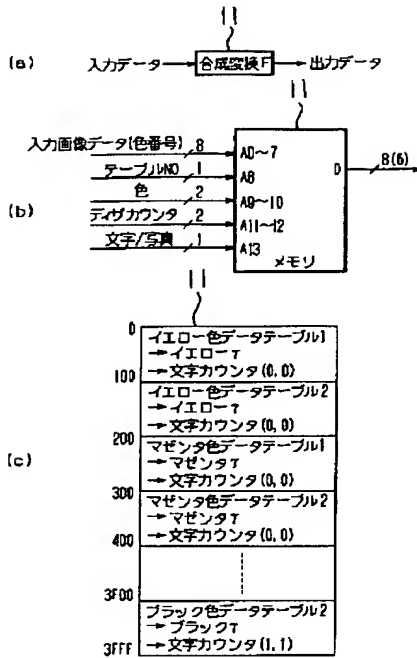 11
(a)
入力データ
合成変換F
出力データ
11
(b)
入力画像データ(色番号)
8
A0〜7
テーブルNO
1
A8
色
2
A9〜10
ディザカウンタ
2
A11〜12
文字/写真
1
A13
D
8(6)
メモリ
11
(c)
0
イエロー色データテーブル1
→イエローγ
→文字カウンタ(0,0)
100
イエロー色データテーブル2
→イエローγ
→文字カウンタ(0,0)
200
マゼンタ色データテーブル1
→マゼンタγ
→文字カウンタ(0,0)
300
マゼンタ色データテーブル2
→マゼンタγ
→文字カウンタ(0,0)
400
3F00
ブラック色データテーブル2
→ブラックγ
→文字カウンタ(1,1)
3FFF